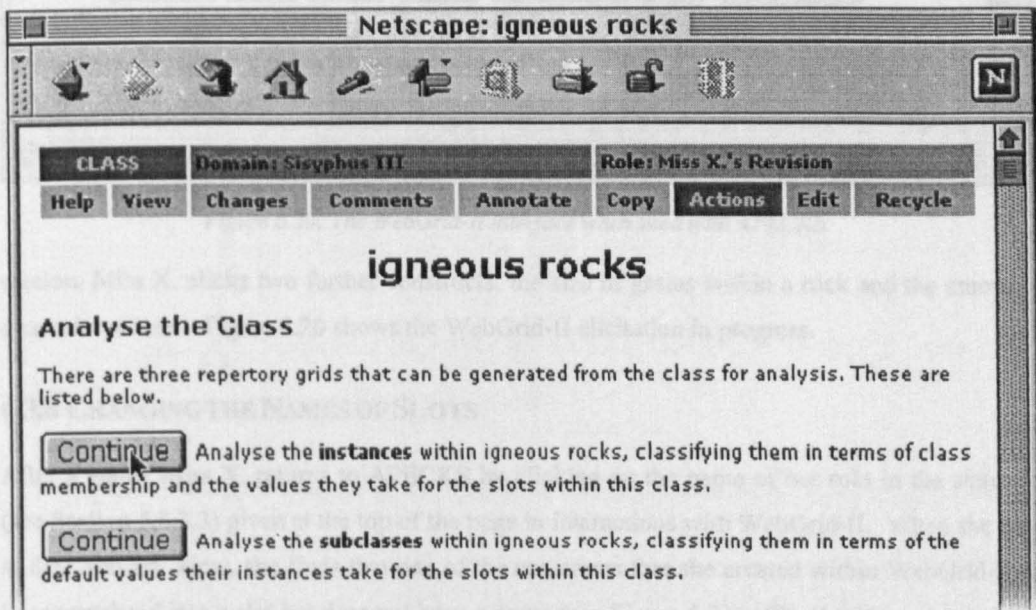 Netscape: igneous rocks
N
CLASS Domain: Sisyphus III Role: Miss X.'s Revision
Help View Changes Comments Annotate Copy Actions Edit Recycle
igneous rocks
Analyse the Class
There are three repertory grids that can be generated from the class for analysis. These are
listed below.
Continue Analyse the instances within igneous rocks, classifying them in terms of class
membership and the values they take for the slots within this class.
Continue Analyse the subclasses within igneous rocks, classifying them in terms of the
default values their instances take for the slots within this class.